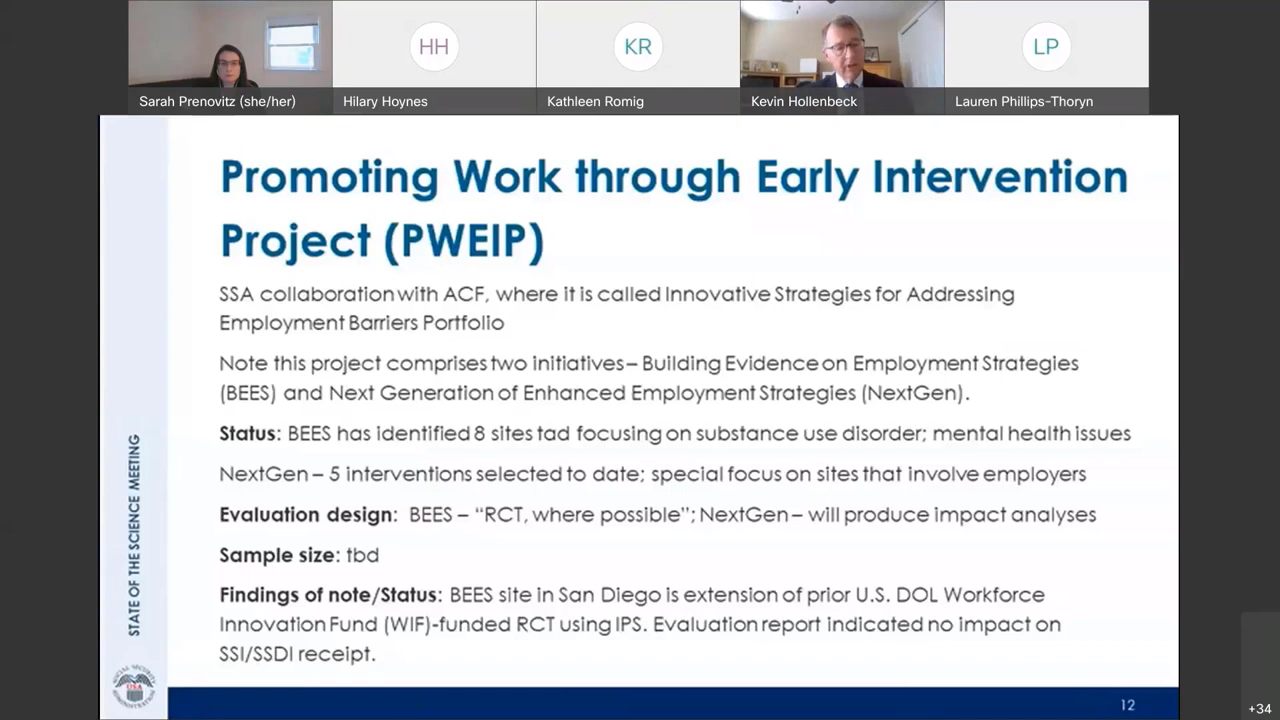 HH
KR
LP
Sarah Prenovitz (she/her)
Hilary Hoynes
Kathleen Romig
Kevin Hollenbeck
Lauren Phillips-Thoryn
Promoting Work through Early Intervention
Project (PWEIP)
SSA collaboration with ACF, where it is called Innovative Strategies for Addressing
Employment Barriers Portfolio
Note this project comprises two initiatives – Building Evidence on Employment Strategies
(BEES) and Next Generation of Enhanced Employment Strategies (NextGen).
Status: BEES has identified 8 sites tad focusing on substance use disorder; mental health issues
NextGen – 5 interventions selected to date; special focus on sites that involve employers
Evaluation design: BEES – “RCT, where possible”; NextGen – will produce impact analyses
Sample size: tbd
Findings of note/Status: BEES site in San Diego is extension of prior U.S. DOL Workforce
Innovation Fund (WIF)-funded RCT using IPS. Evaluation report indicated no impact on
SSI/SSDI receipt.
STATE OF THE SCIENCE MEETING
SOCIAL SECURITY
USA
ADMINISTRATION
12
+34